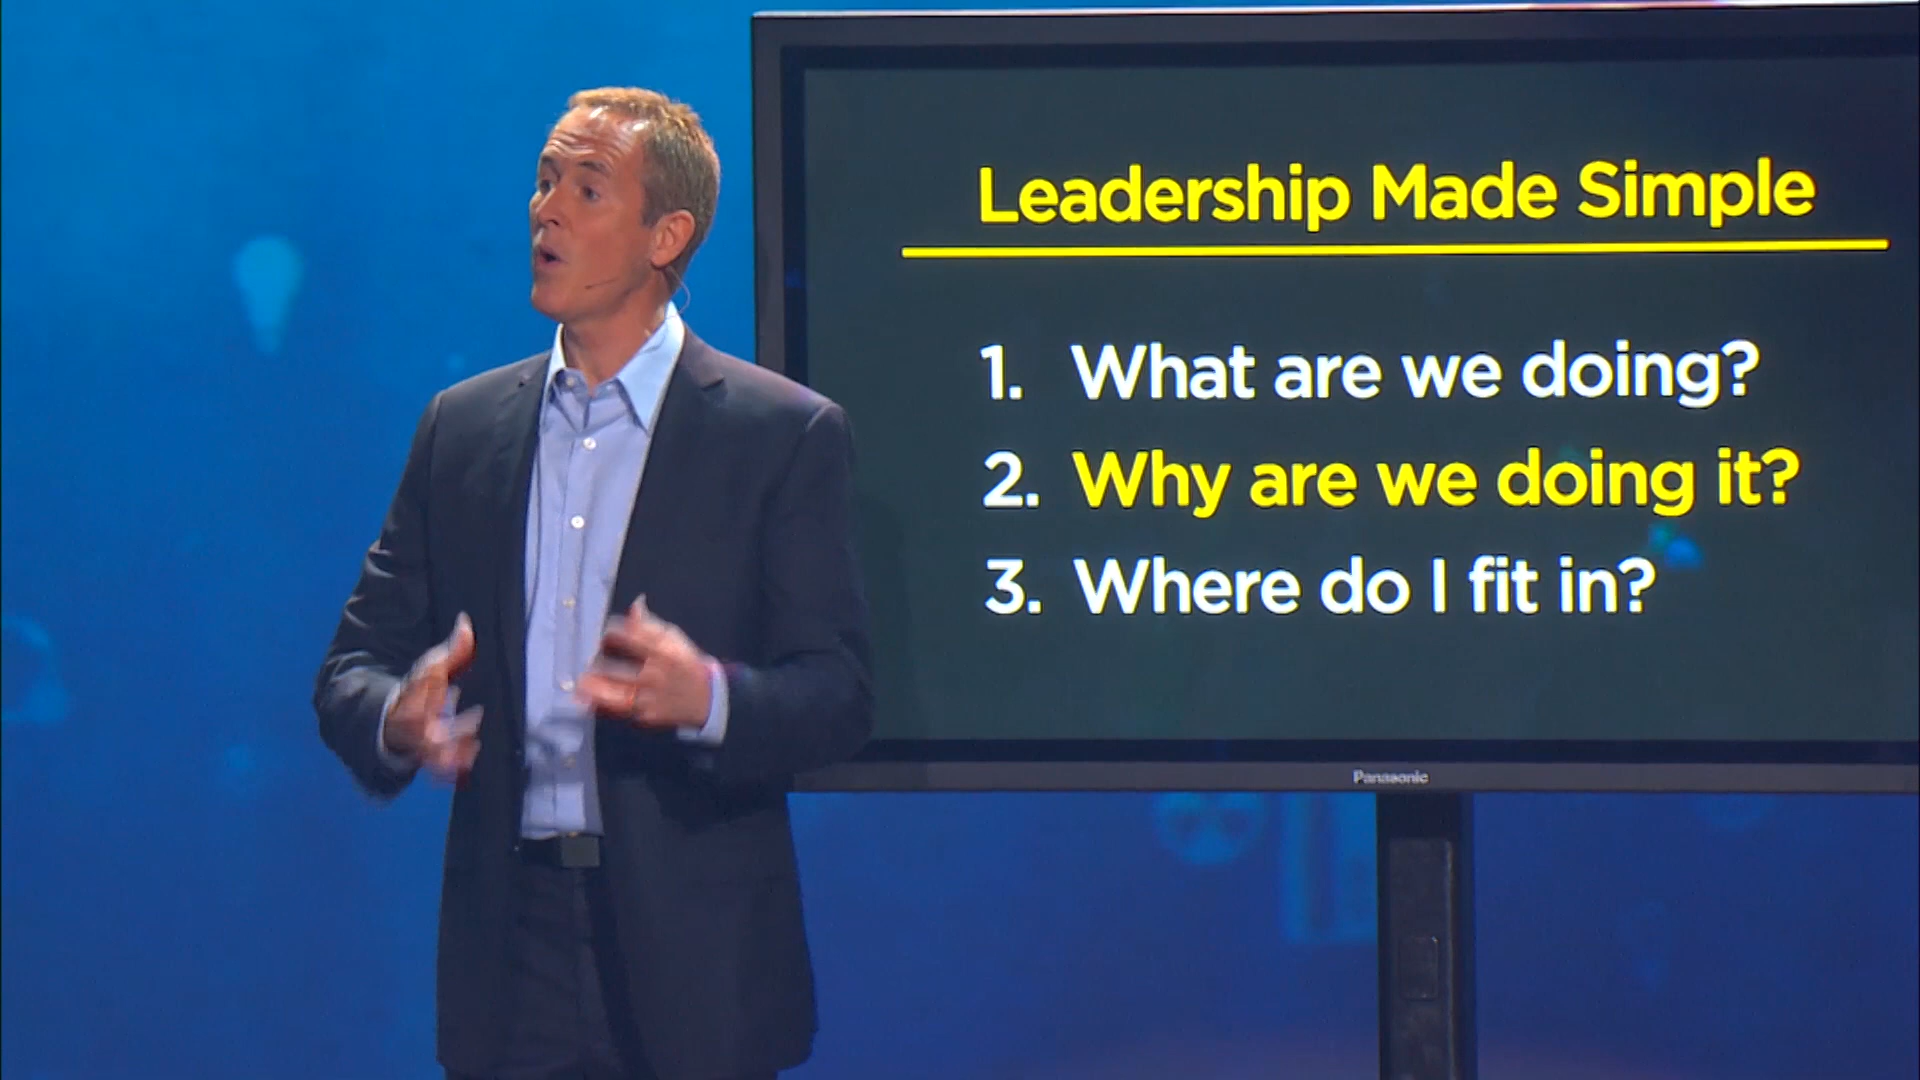 Leadership Made Simple
1. What are we doing?
2. Why are we doing it?
3. Where do I fit in?
Panasonic